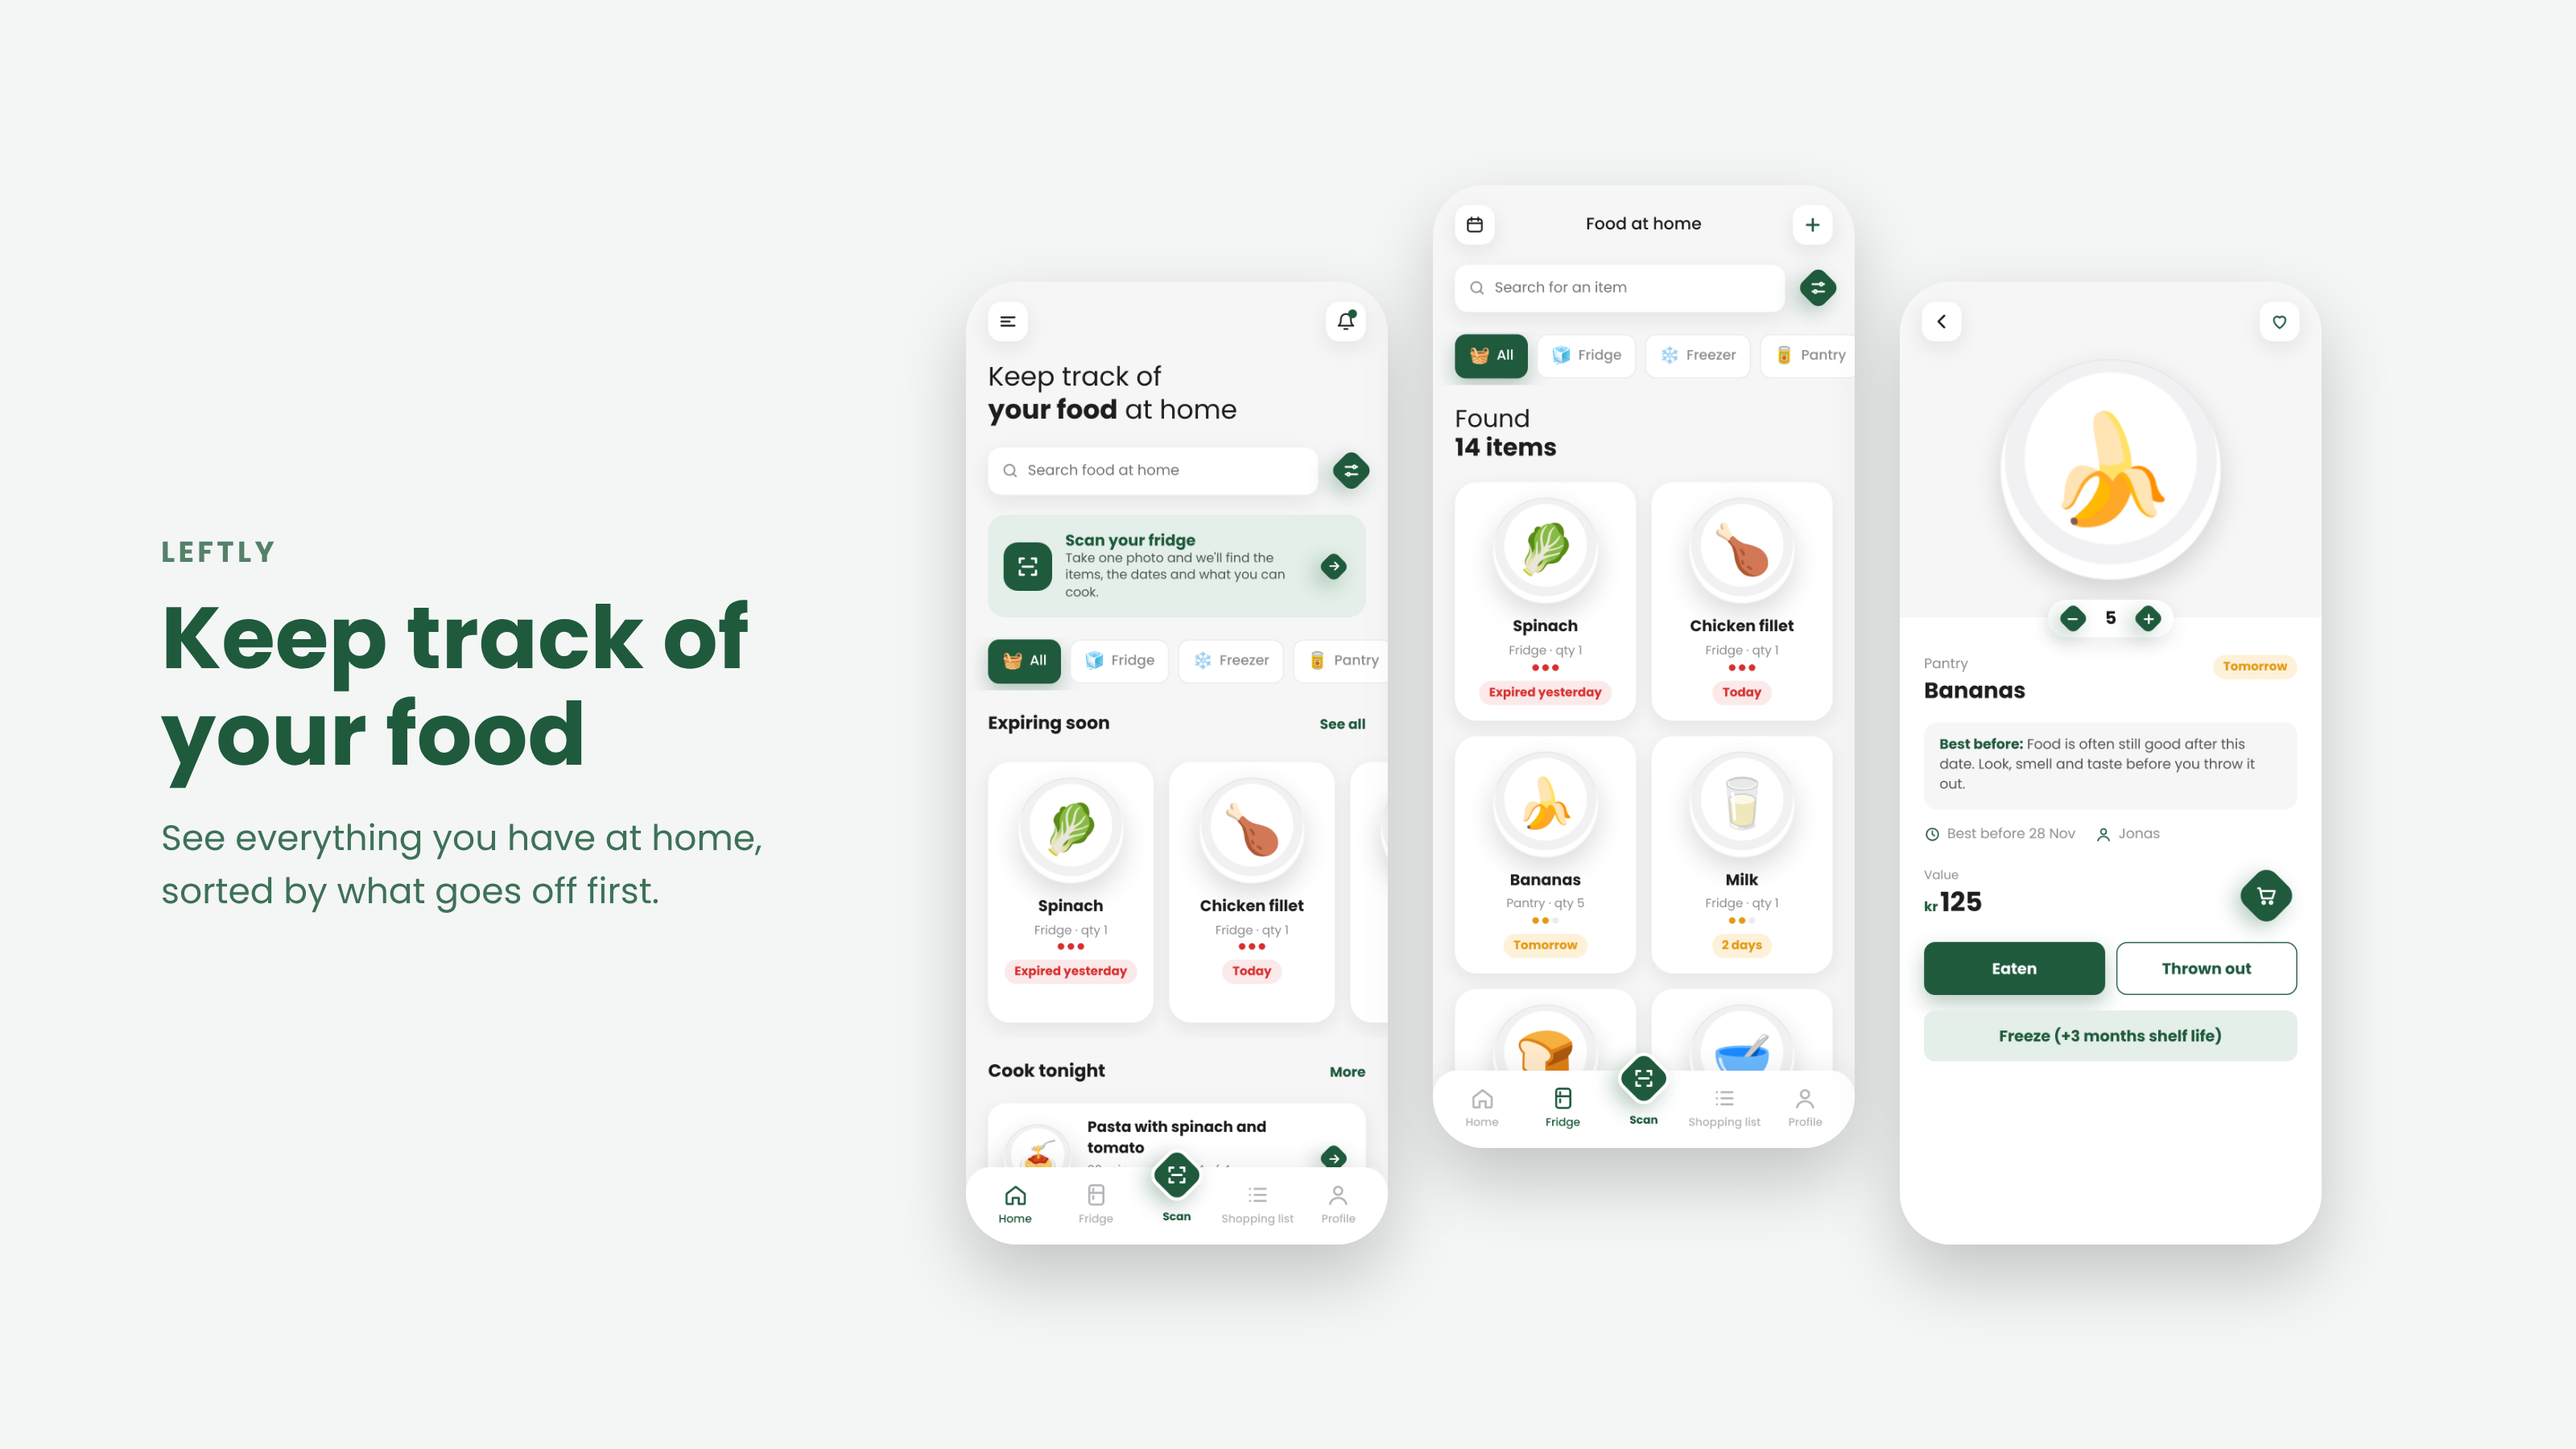 LEFTLY
Keep track of
your food
See everything you have at home,
sorted by what goes off first.
Keep track of
your food at home
Search food at home
Scan your fridge
Take one photo and we'll find the
items, the dates and what you can
cook.
All
Fridge
Freezer
Pantry
Expiring soon
See all
Spinach
Fridge · qty 1
Expired yesterday
Chicken fillet
Fridge · qty 1
Today
Cook tonight
More
Pasta with spinach and
tomato
Home
Fridge
Scan
Shopping list
Profile
Food at home
Search for an item
All
Fridge
Freezer
Pantry
Found
14 items
Spinach
Fridge · qty 1
Expired yesterday
Chicken fillet
Fridge · qty 1
Today
Bananas
Pantry · qty 5
Tomorrow
Milk
Fridge · qty 1
2 days
Home
Fridge
Scan
Shopping list
Profile
5
Pantry
Tomorrow
Bananas
Best before: Food is often still good after this
date. Look, smell and taste before you throw it
out.
Best before 28 Nov
Jonas
Value
kr 125
Eaten
Thrown out
Freeze (+3 months shelf life)